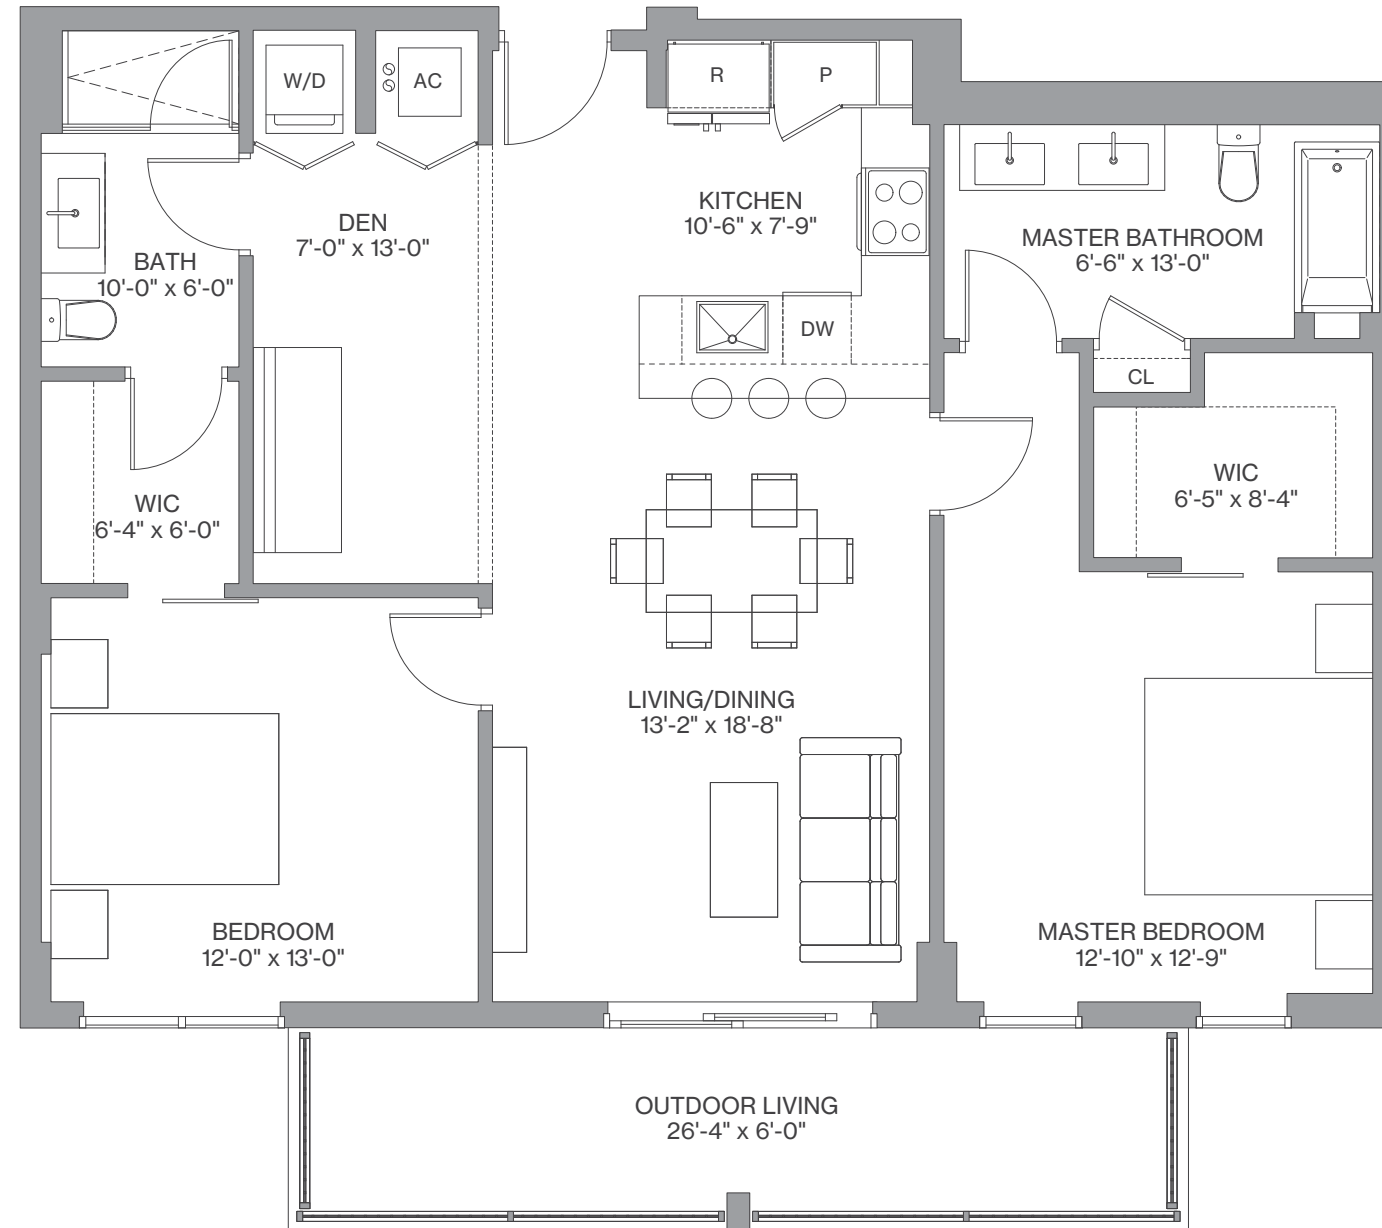 W/D
AC
R
P
KITCHEN
10'-6" x 7'-9"
DEN
7'-0" x 13'-0"
MASTER BATHROOM
6'-6" x 13'-0"
BATH
10'-0" x 6'-0"
DW
CL
WIC
6'-5" x 8'-4"
WIC
6'-4" x 6'-0"
LIVING/DINING
13'-2" x 18'-8"
BEDROOM
12'-0" x 13'-0"
MASTER BEDROOM
12'-10" x 12'-9"
OUTDOOR LIVING
26'-4" x 6'-0"